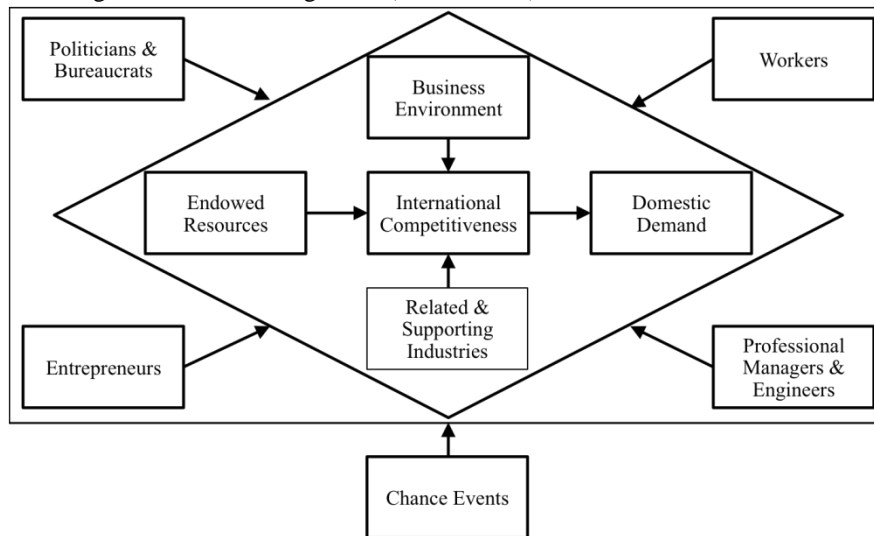 Politicians &
Bureaucrats
Workers
Business
Environment
Endowed
Resources
International
Competitiveness
Domestic
Demand
Related &
Supporting
Industries
Entrepreneurs
Professional
Managers &
Engineers
Chance Events